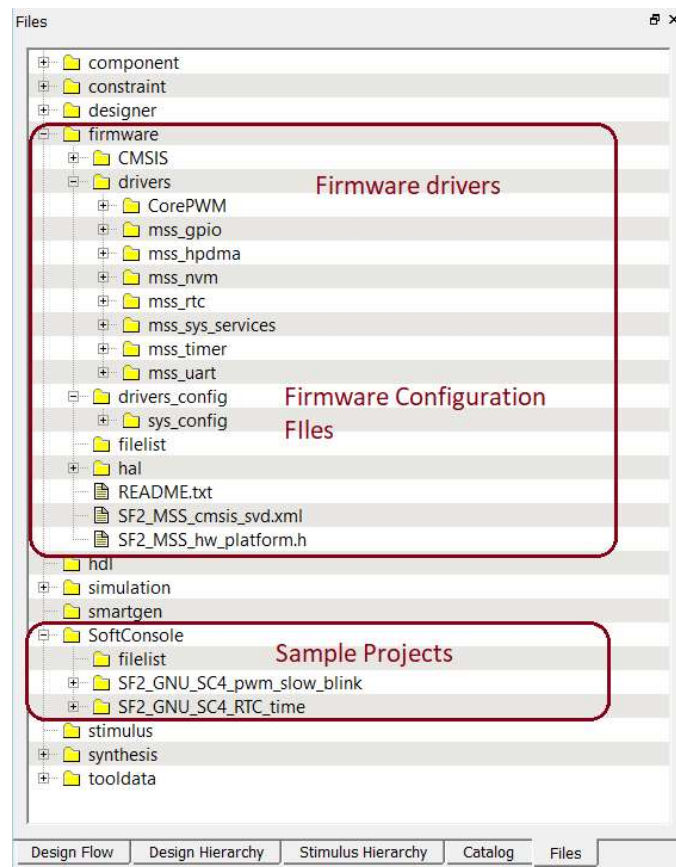 Files
component
constraint
designer
firmware
CMSIS
drivers
Firmware drivers
CorePWM
mss_gpio
mss_hpdma
mss_nvm
mss_rtc
mss_sys_services
mss_timer
mss_uart
drivers_config
Firmware Configuration
FIles
sys_config
filelist
hal
README.txt
SF2_MSS_cmsis_svd.xml
SF2_MSS_hw_platform.h
hdl
simulation
smartgen
SoftConsole
filelist
Sample Projects
SF2_GNU_SC4_pwm_slow_blink
SF2_GNU_SC4_RTC_time
stimulus
synthesis
tooldata
Design Flow Design Hierarchy Stimulus Hierarchy Catalog Files